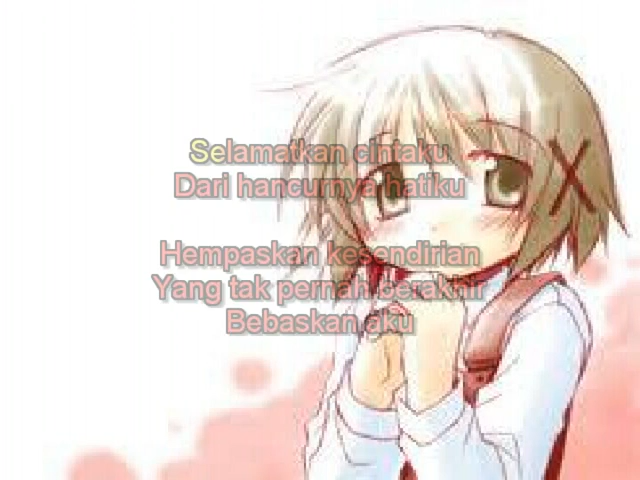 Selamatkan cintaku
Dari hancurnya hatiku
Hempaskan kesendirian
Yang tak pernah berakhir
Bebaskan aku